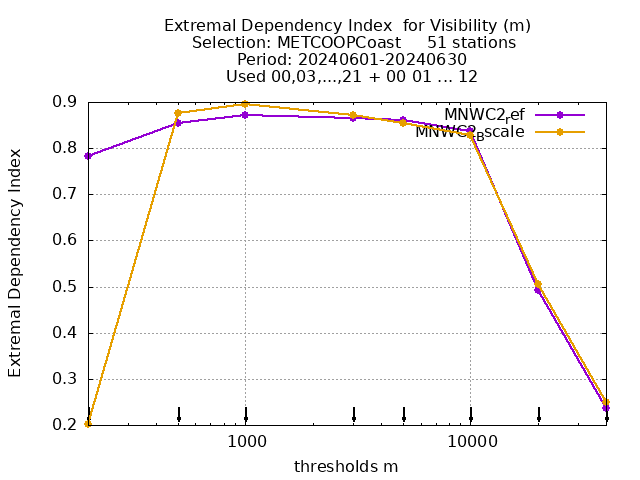 Extremal Dependency Index  for Visibility (m)
Selection: METCOOPCoast     51 stations
Period: 20240601-20240630
Used 00,03,...,21 + 00 01 ... 12
MNWC2ref
MNWC2Bscale
0.9
0.8
0.7
0.6
0.5
0.4
0.3
0.2
Extremal Dependency Index
1000
10000
thresholds m